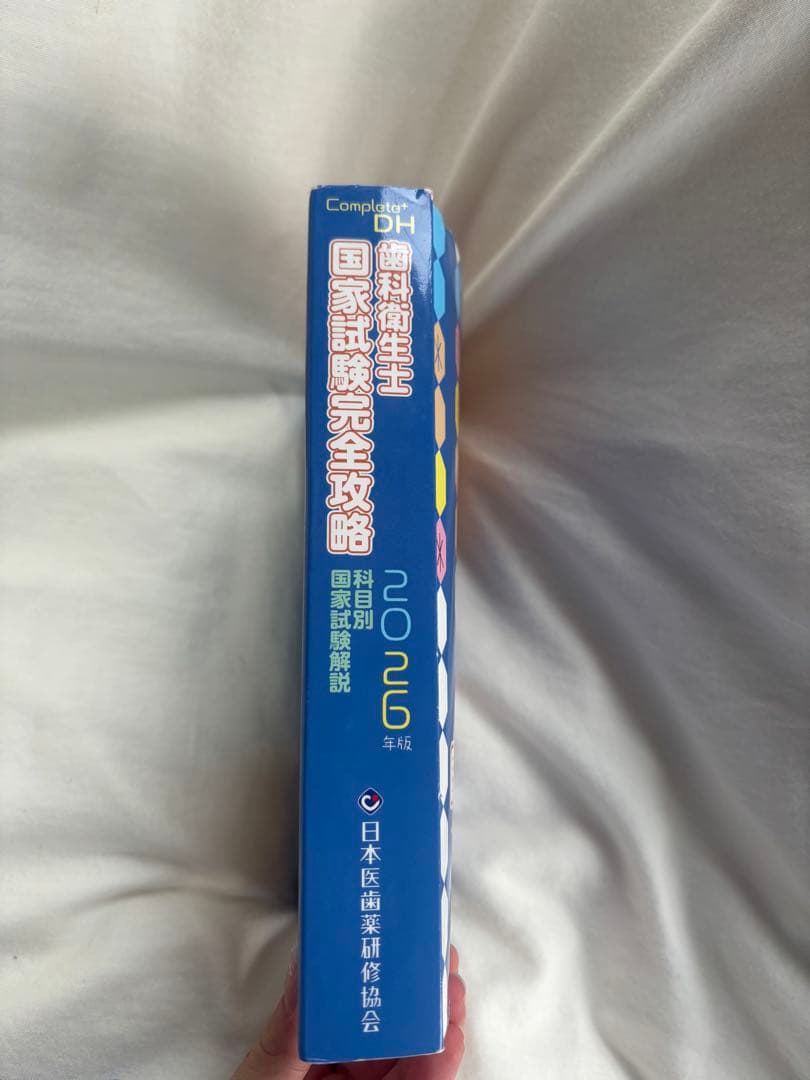 Complete+
DH
歯科衛生士
国家試験完全攻略
科目別
国家試験解説
2026
年版
日本医歯薬研修協会